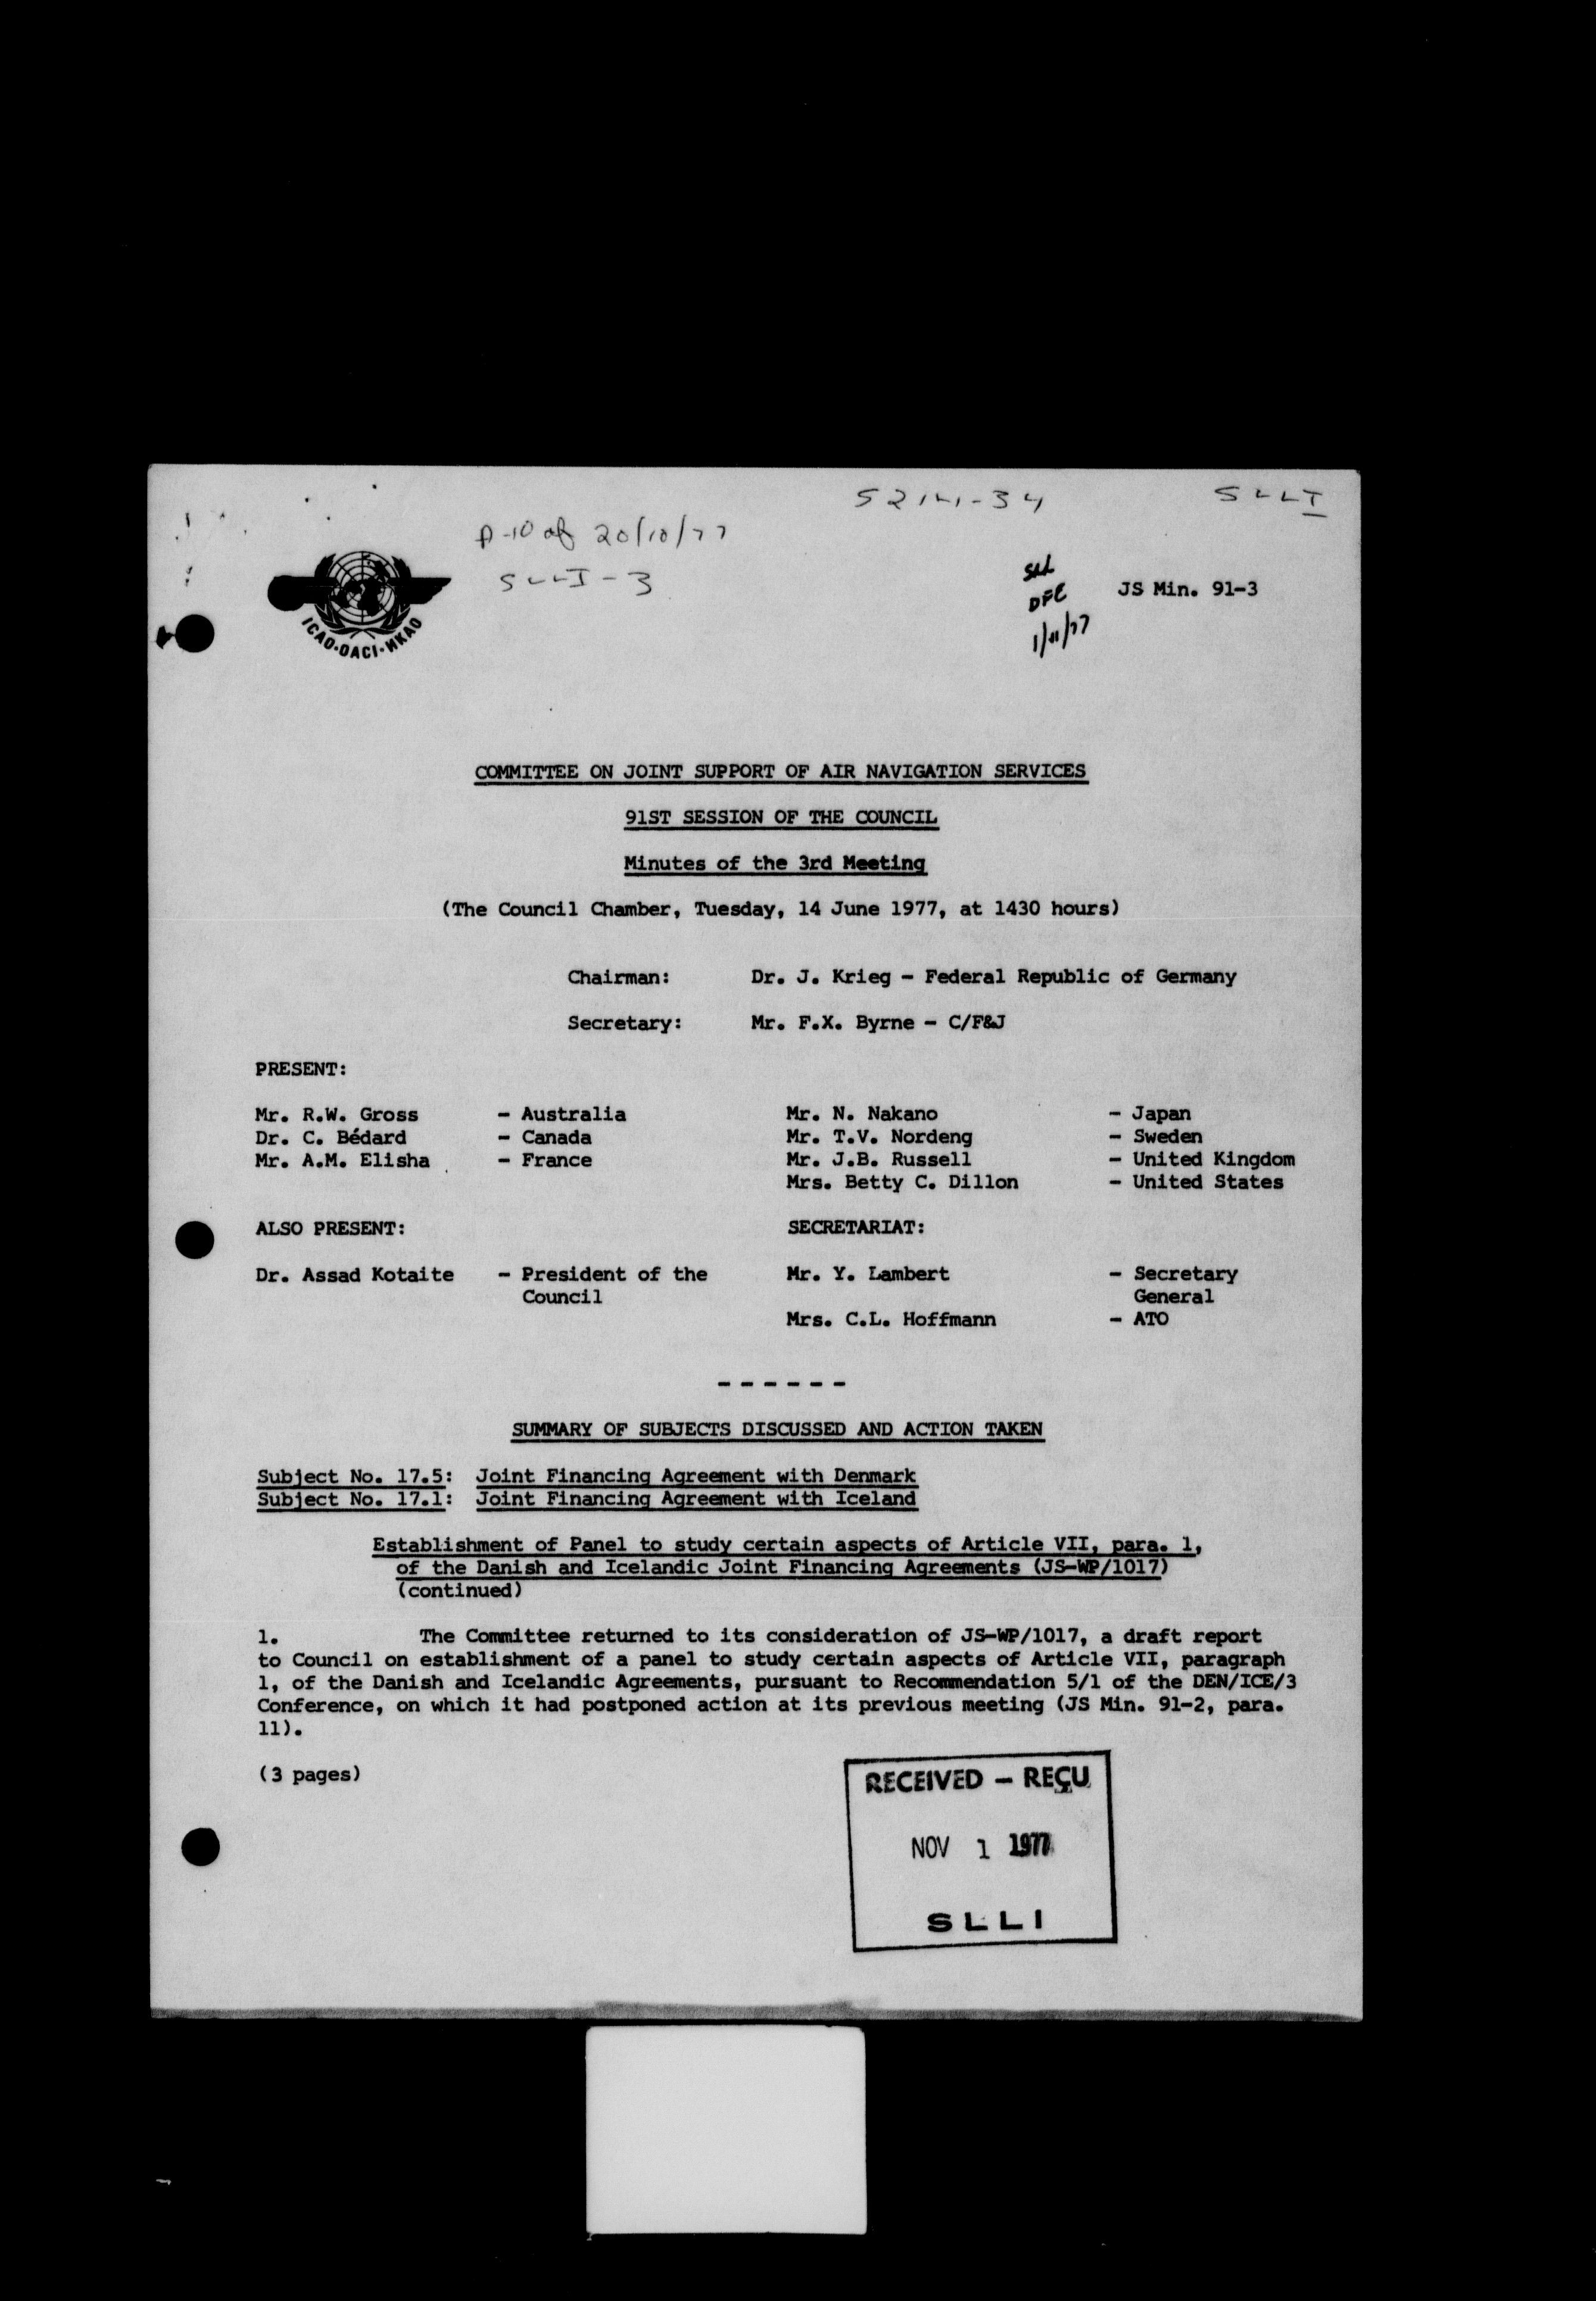 5214-34
SLLI
A-10 of 20/10/77
SLLI-3
SLL
DFC
1/11/77
JS Min. 91-3
ICAO·OACI·ИКАО
COMMITTEE ON JOINT SUPPORT OF AIR NAVIGATION SERVICES
91ST SESSION OF THE COUNCIL
Minutes of the 3rd Meeting
(The Council Chamber, Tuesday, 14 June 1977, at 1430 hours)
Chairman: Dr. J. Krieg - Federal Republic of Germany
Secretary: Mr. F.X. Byrne - C/F&J
PRESENT:
Mr. R.W. Gross - Australia Mr. N. Nakano - Japan
Dr. C. Bédard - Canada Mr. T.V. Nordeng - Sweden
Mr. A.M. Elisha - France Mr. J.B. Russell - United Kingdom
Mrs. Betty C. Dillon - United States
ALSO PRESENT: SECRETARIAT:
Dr. Assad Kotaite - President of the Mr. Y. Lambert - Secretary
Council General
Mrs. C.L. Hoffmann - ATO
- - - - - -
SUMMARY OF SUBJECTS DISCUSSED AND ACTION TAKEN
Subject No. 17.5: Joint Financing Agreement with Denmark
Subject No. 17.1: Joint Financing Agreement with Iceland
Establishment of Panel to study certain aspects of Article VII, para. 1,
of the Danish and Icelandic Joint Financing Agreements (JS-WP/1017)
(continued)
1. The Committee returned to its consideration of JS-WP/1017, a draft report
to Council on establishment of a panel to study certain aspects of Article VII, paragraph
1, of the Danish and Icelandic Agreements, pursuant to Recommendation 5/1 of the DEN/ICE/3
Conference, on which it had postponed action at its previous meeting (JS Min. 91-2, para.
11).
(3 pages)
RECEIVED - REÇU
NOV 1 1977
SLLI